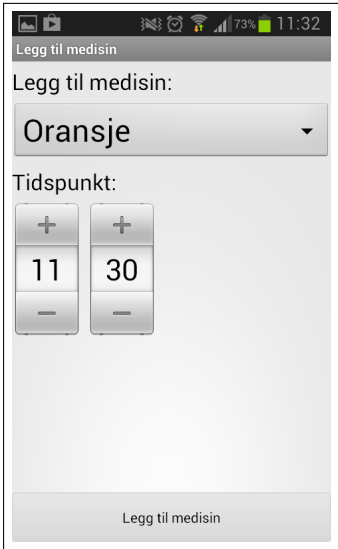 73% 11:32
Legg til medisin
Legg til medisin:
Oransje
Tidspunkt:
+ +
11 30
− −
Legg til medisin